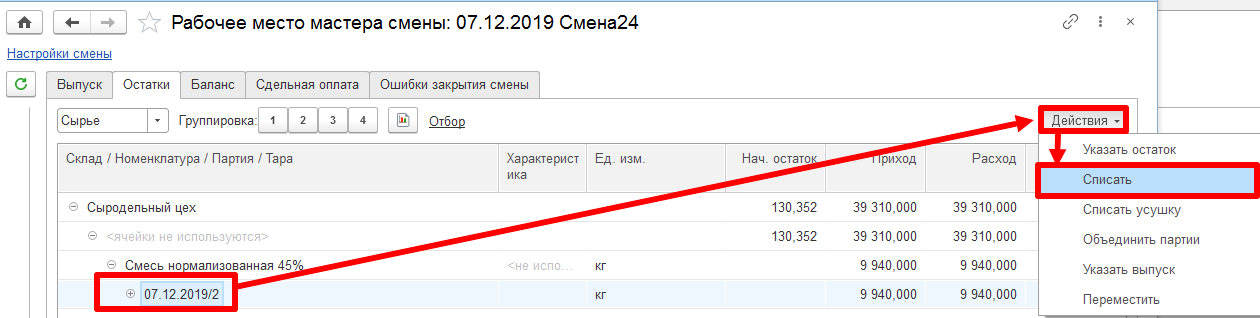 Рабочее место мастера смены: 07.12.2019 Смена24
Настройки смены
Выпуск Остатки Баланс Сдельная оплата Ошибки закрытия смены
Сырье Группировка: 1 2 3 4 Отбор Действия
Склад / Номенклатура / Партия / Тара Характерист Ед. изм. Нач. остаток Приход Расход
ика
Сыродельный цех 130,352 39 310,000 39 310,000
<ячейки не используются> 130,352 39 310,000 39 310,000
Смесь нормализованная 45% <не испо... кг 9 940,000 9 940,000
07.12.2019/2 кг 9 940,000 9 940,000
Указать остаток
Списать
Списать усушку
Объединить партии
Указать выпуск
Переместить